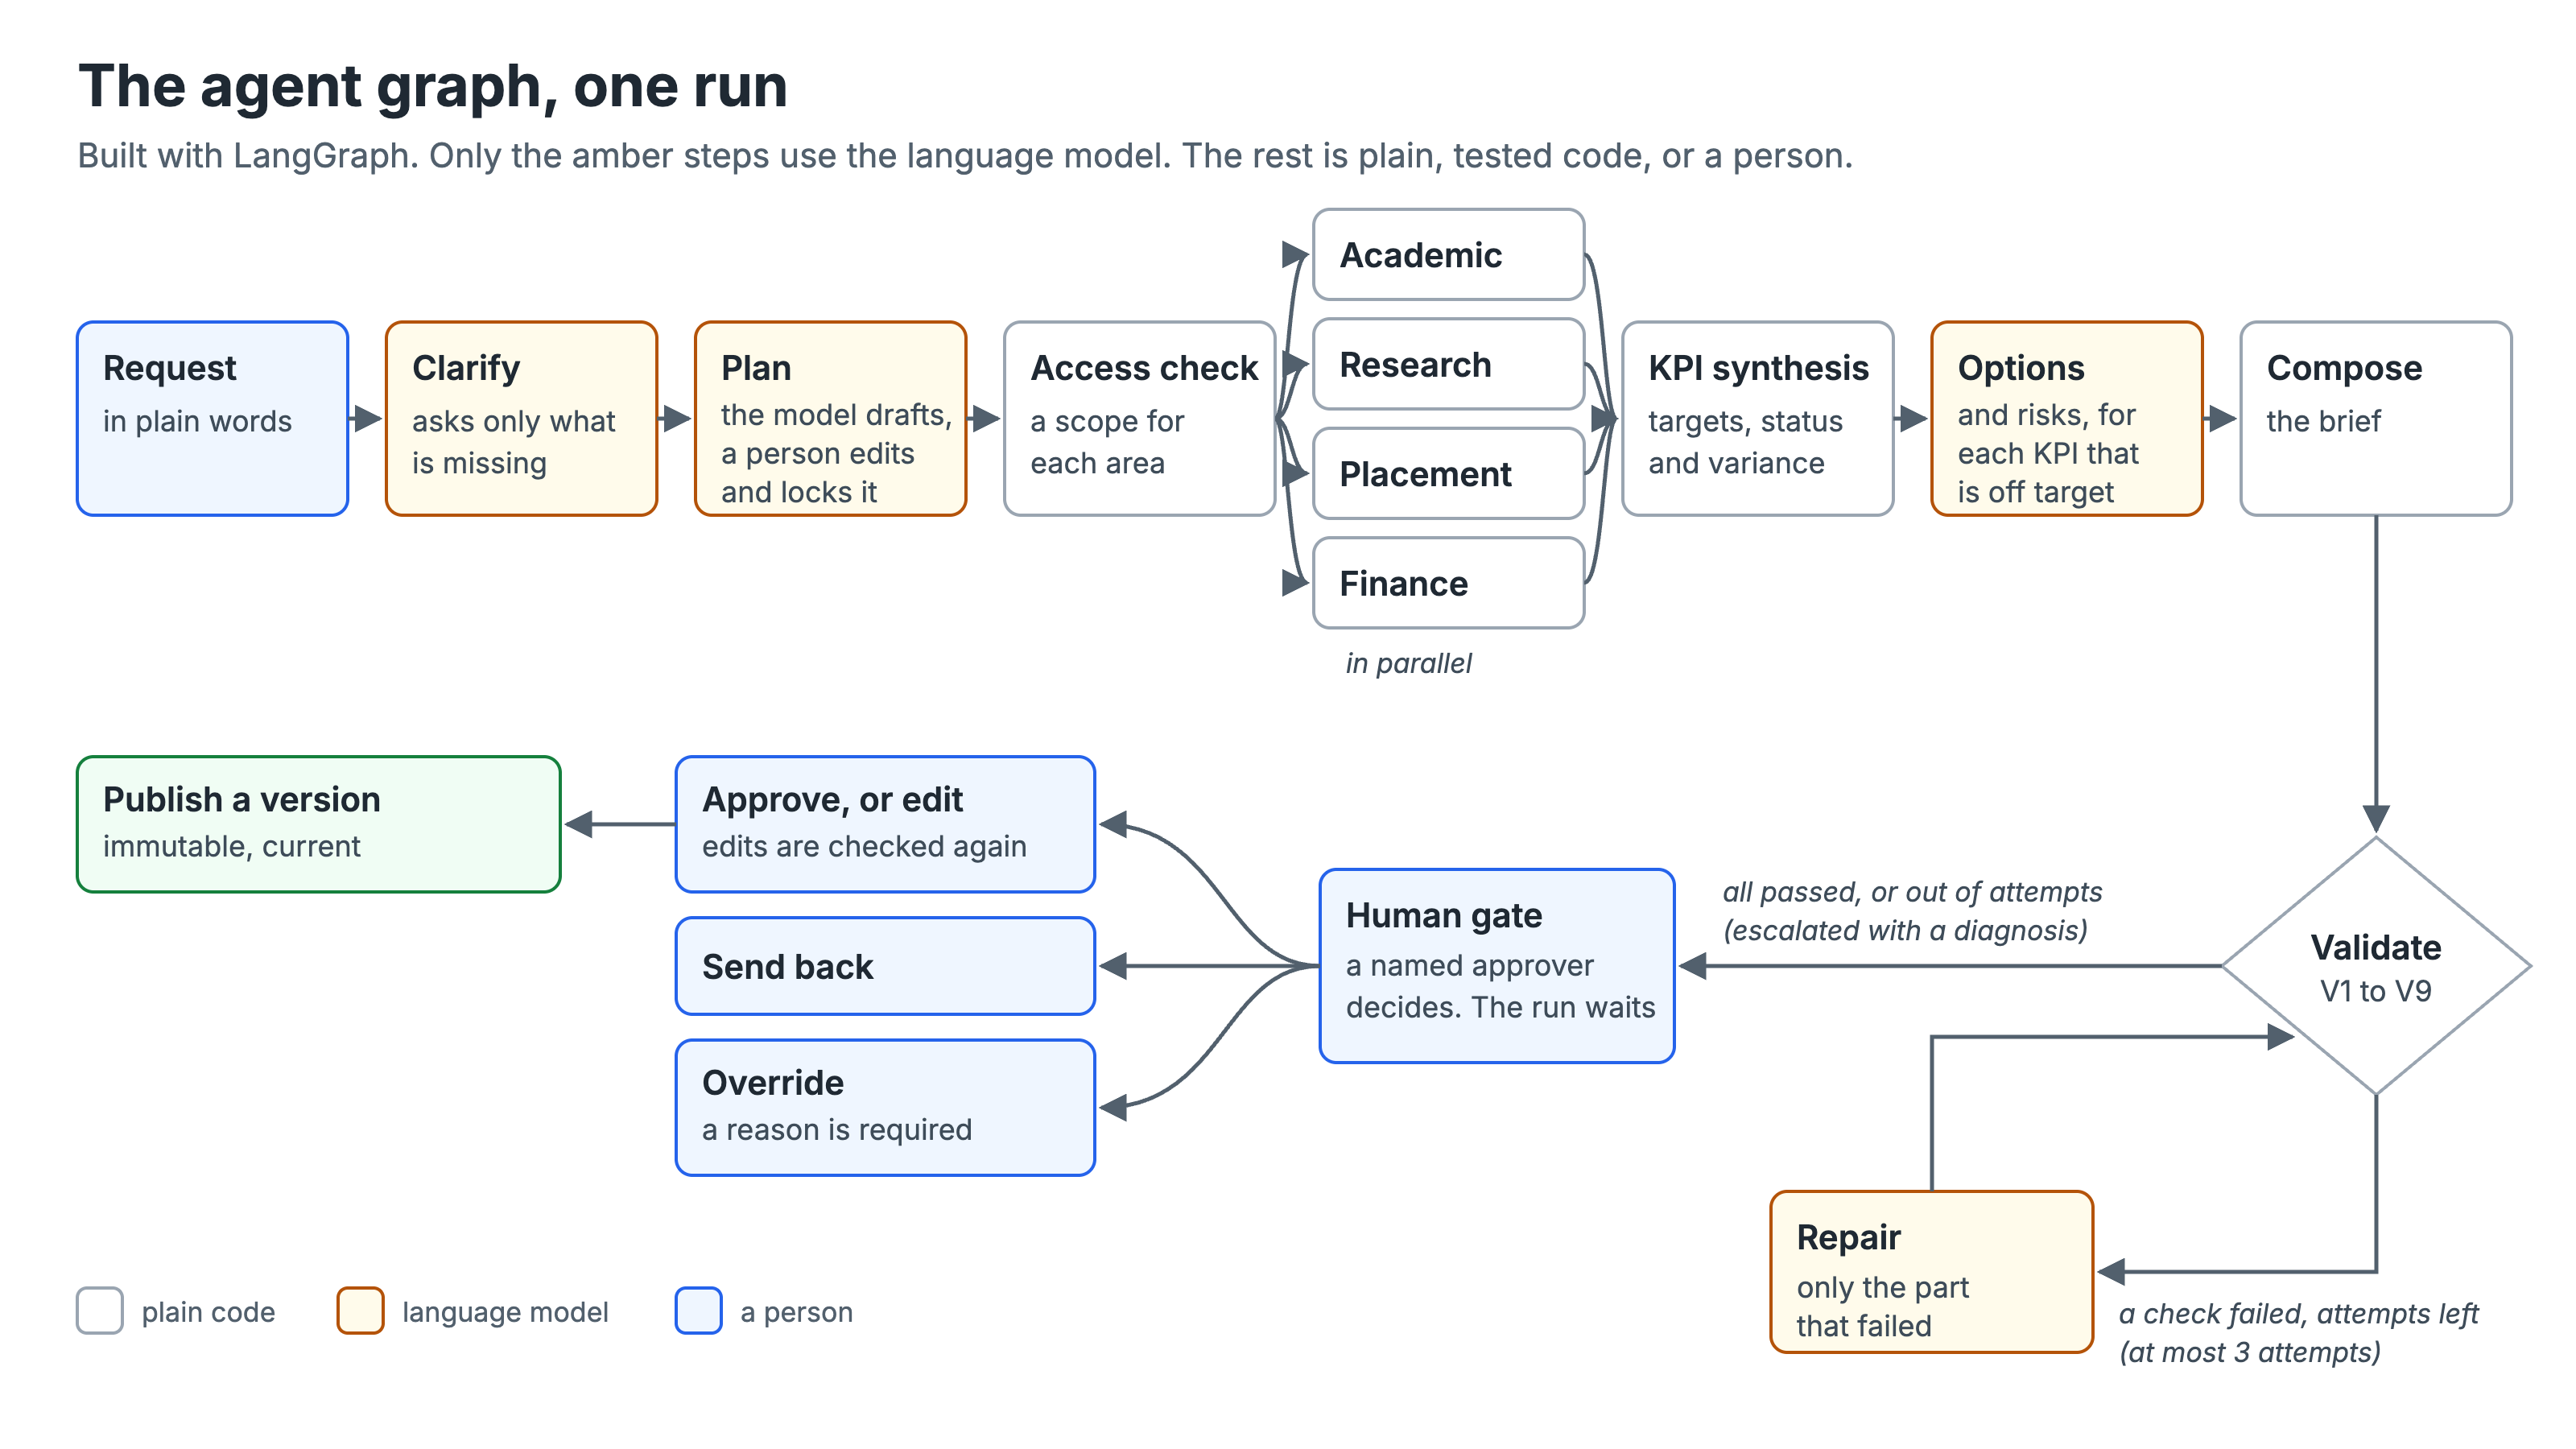 The agent graph, one run
Built with LangGraph. Only the amber steps use the language model. The rest is plain, tested code, or a person.
Request
in plain words
Clarify
asks only what
is missing
Plan
the model drafts,
a person edits
and locks it
Access check
a scope for
each area
Academic
Research
Placement
Finance
in parallel
KPI synthesis
targets, status
and variance
Options
and risks, for
each KPI that
is off target
Compose
the brief
Validate
V1 to V9
all passed, or out of attempts
(escalated with a diagnosis)
Human gate
a named approver
decides. The run waits
Approve, or edit
edits are checked again
Send back
Override
a reason is required
Publish a version
immutable, current
Repair
only the part
that failed
a check failed, attempts left
(at most 3 attempts)
plain code
language model
a person